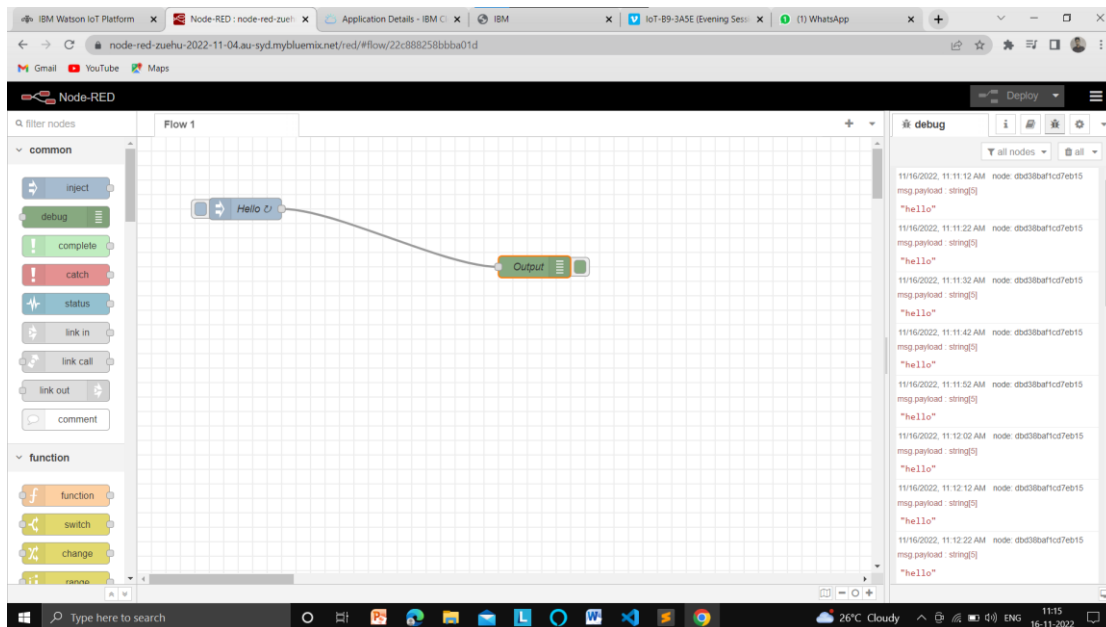 IBM Watson IoT Platform
Node-RED : node-red-zueh
Application Details - IBM Cl
IBM
IoT-B9-3A5E (Evening Sess
(1) WhatsApp
node-red-zuehu-2022-11-04.au-syd.mybluemix.net/red/#flow/22c888258bbba01d
Gmail YouTube Maps
Node-RED
Deploy
filter nodes
Flow 1
debug
common
all nodes
all
inject
debug
complete
catch
status
link in
link call
link out
comment
function
function
switch
change
range
Hello
Output
11/16/2022, 11:11:12 AM node: dbd38baf1cd7eb15
msg.payload : string[5]
"hello"
11/16/2022, 11:11:22 AM node: dbd38baf1cd7eb15
msg.payload : string[5]
"hello"
11/16/2022, 11:11:32 AM node: dbd38baf1cd7eb15
msg.payload : string[5]
"hello"
11/16/2022, 11:11:42 AM node: dbd38baf1cd7eb15
msg.payload : string[5]
"hello"
11/16/2022, 11:11:52 AM node: dbd38baf1cd7eb15
msg.payload : string[5]
"hello"
11/16/2022, 11:12:02 AM node: dbd38baf1cd7eb15
msg.payload : string[5]
"hello"
11/16/2022, 11:12:12 AM node: dbd38baf1cd7eb15
msg.payload : string[5]
"hello"
11/16/2022, 11:12:22 AM node: dbd38baf1cd7eb15
msg.payload : string[5]
"hello"
Type here to search
26°C Cloudy
ENG
11:15
16-11-2022